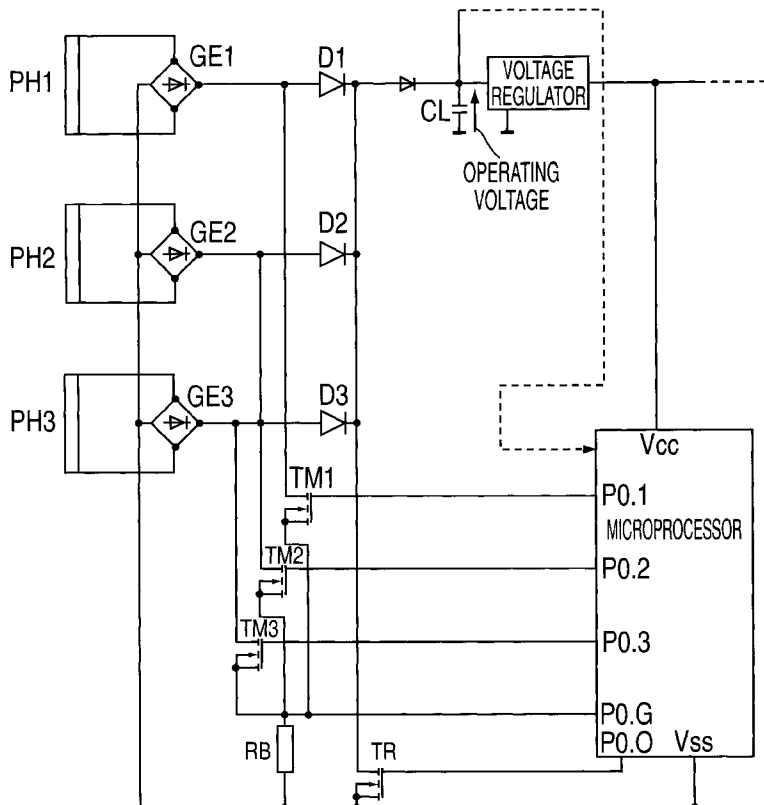 PH1
GE1
D1
VOLTAGE
REGULATOR
CL
OPERATING
VOLTAGE
PH2
GE2
D2
PH3
GE3
D3
Vcc
TM1
P0.1
MICROPROCESSOR
TM2
P0.2
TM3
P0.3
P0.G
RB
TR
P0.O
Vss